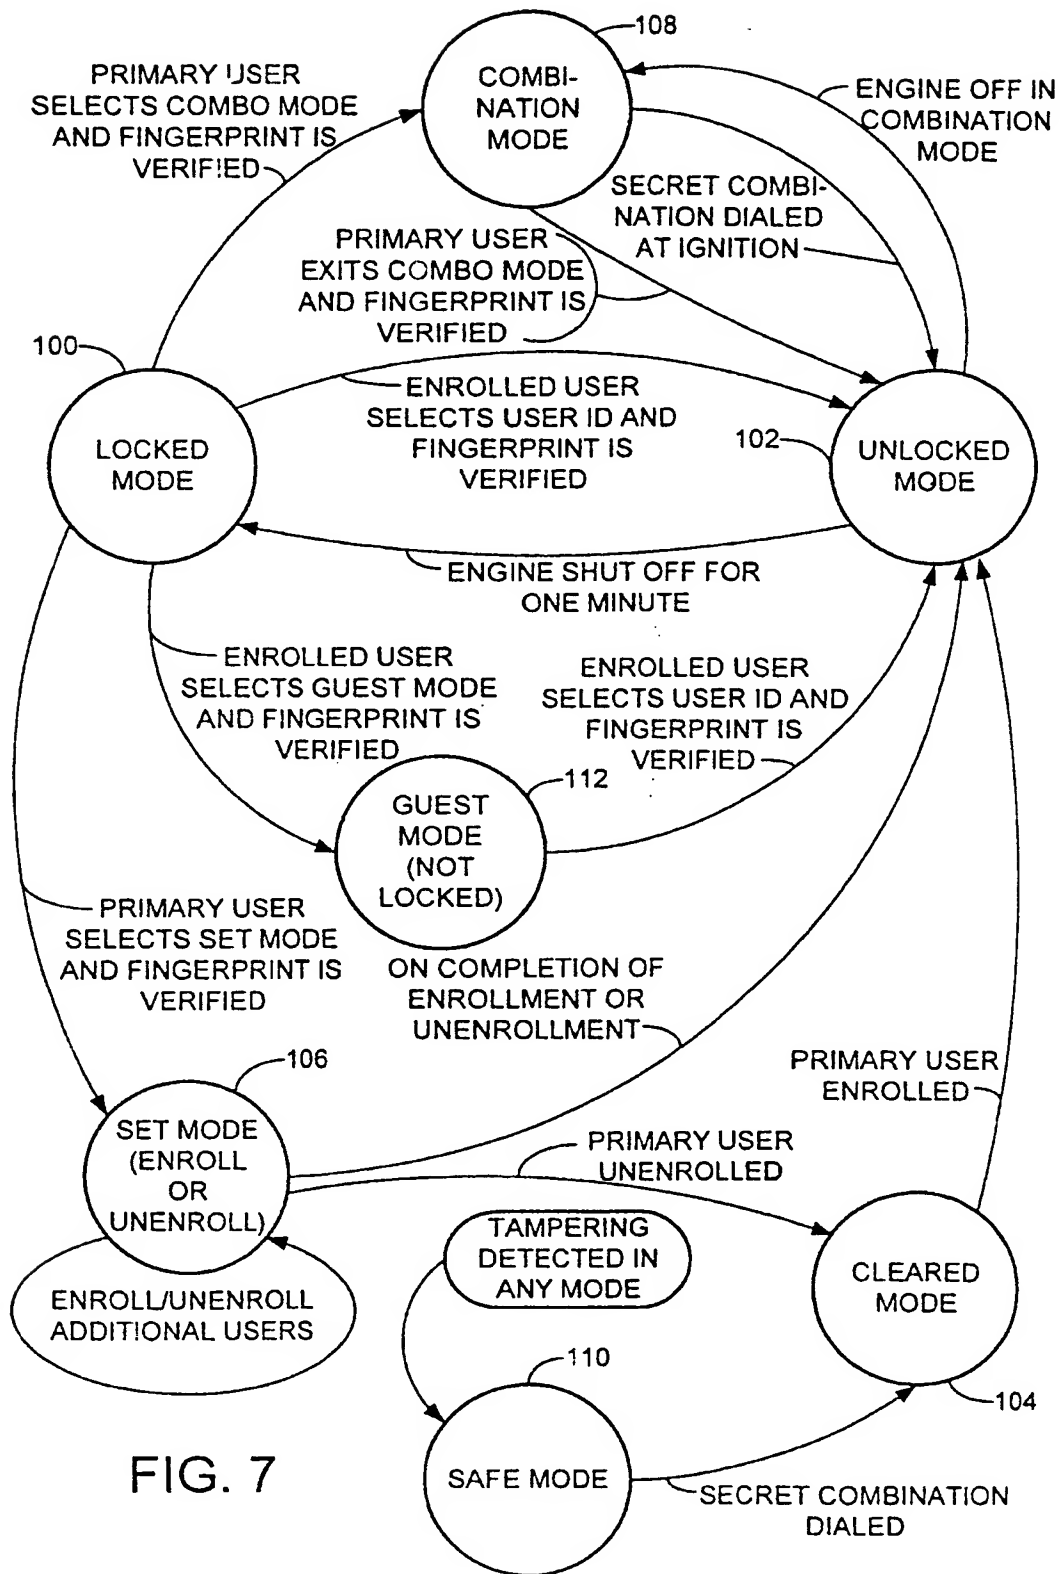 108
COMBI-
NATION
MODE
PRIMARY USER
SELECTS COMBO MODE
AND FINGERPRINT IS
VERIFIED
ENGINE OFF IN
COMBINATION
MODE
SECRET COMBI-
NATION DIALED
AT IGNITION
PRIMARY USER
EXITS COMBO MODE
AND FINGERPRINT IS
VERIFIED
100
LOCKED
MODE
ENROLLED USER
SELECTS USER ID AND
FINGERPRINT IS
VERIFIED
102
UNLOCKED
MODE
ENGINE SHUT OFF FOR
ONE MINUTE
ENROLLED USER
SELECTS GUEST MODE
AND FINGERPRINT IS
VERIFIED
ENROLLED USER
SELECTS USER ID AND
FINGERPRINT IS
VERIFIED
112
GUEST
MODE
(NOT
LOCKED)
PRIMARY USER
SELECTS SET MODE
AND FINGERPRINT IS
VERIFIED
ON COMPLETION OF
ENROLLMENT OR
UNENROLLMENT
106
SET MODE
(ENROLL
OR
UNENROLL)
PRIMARY USER
ENROLLED
PRIMARY USER
UNENROLLED
TAMPERING
DETECTED IN
ANY MODE
CLEARED
MODE
104
ENROLL/UNENROLL
ADDITIONAL USERS
110
SAFE MODE
SECRET COMBINATION
DIALED
FIG. 7